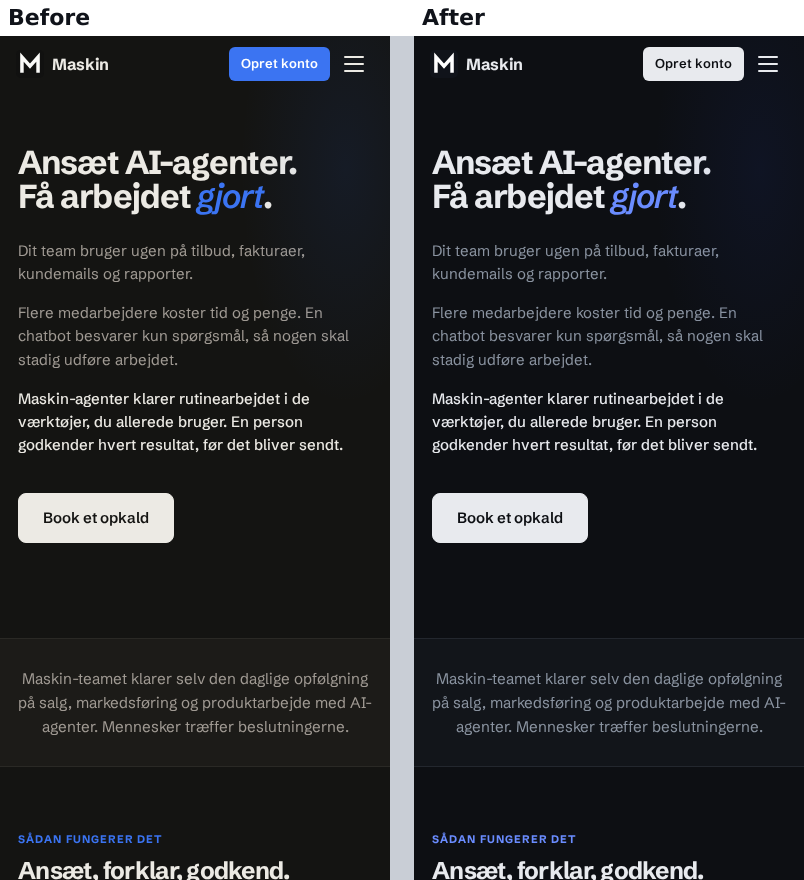 Before
Maskin
Opret konto
Ansæt AI-agenter.
Få arbejdet gjort.
Dit team bruger ugen på tilbud, fakturaer,
kundemails og rapporter.
Flere medarbejdere koster tid og penge. En
chatbot besvarer kun spørgsmål, så nogen skal
stadig udføre arbejdet.
Maskin-agenter klarer rutinearbejdet i de
værktøjer, du allerede bruger. En person
godkender hvert resultat, før det bliver sendt.
Book et opkald
Maskin-teamet klarer selv den daglige opfølgning
på salg, markedsføring og produktarbejde med AI-
agenter. Mennesker træffer beslutningerne.
SÅDAN FUNGERER DET
Ansæt, forklar, godkend.
After
Maskin
Opret konto
Ansæt AI-agenter.
Få arbejdet gjort.
Dit team bruger ugen på tilbud, fakturaer,
kundemails og rapporter.
Flere medarbejdere koster tid og penge. En
chatbot besvarer kun spørgsmål, så nogen skal
stadig udføre arbejdet.
Maskin-agenter klarer rutinearbejdet i de
værktøjer, du allerede bruger. En person
godkender hvert resultat, før det bliver sendt.
Book et opkald
Maskin-teamet klarer selv den daglige opfølgning
på salg, markedsføring og produktarbejde med AI-
agenter. Mennesker træffer beslutningerne.
SÅDAN FUNGERER DET
Ansæt, forklar, godkend.